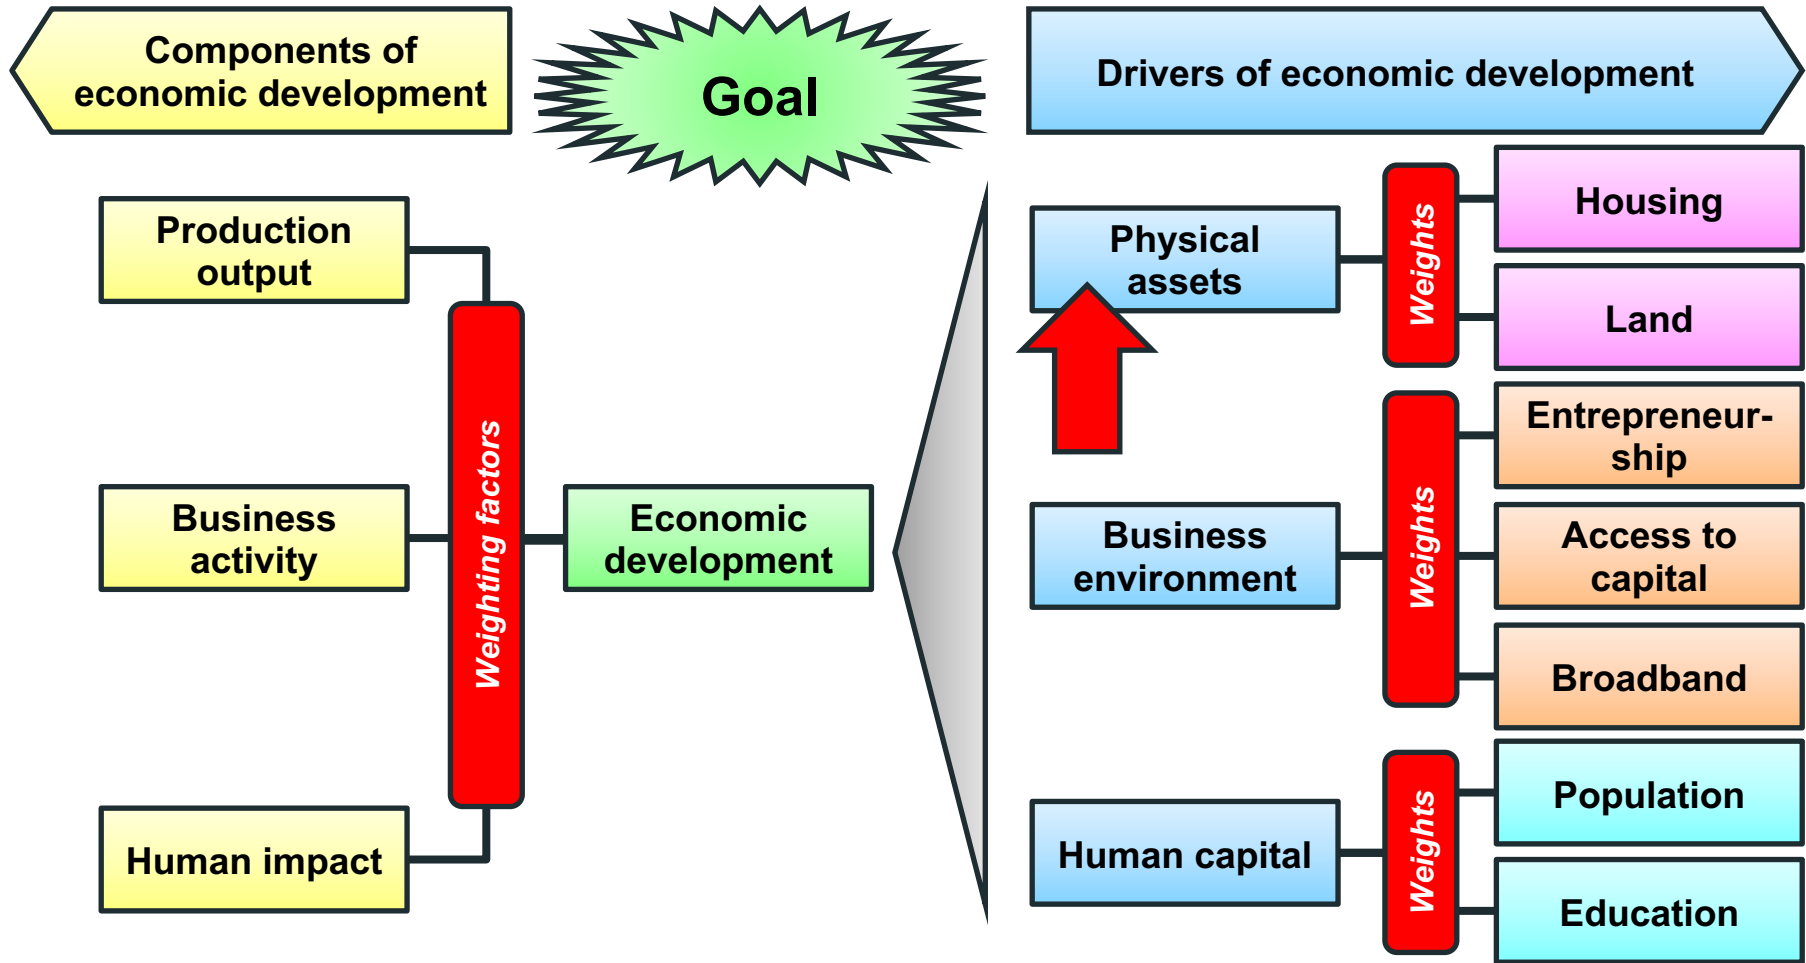 Components of
economic development
Goal
Drivers of economic development
Production
output
Business
activity
Human impact
Weighting factors
Economic
development
Physical
assets
Weights
Housing
Land
Business
environment
Weights
Entrepreneur-
ship
Access to
capital
Broadband
Human capital
Weights
Population
Education